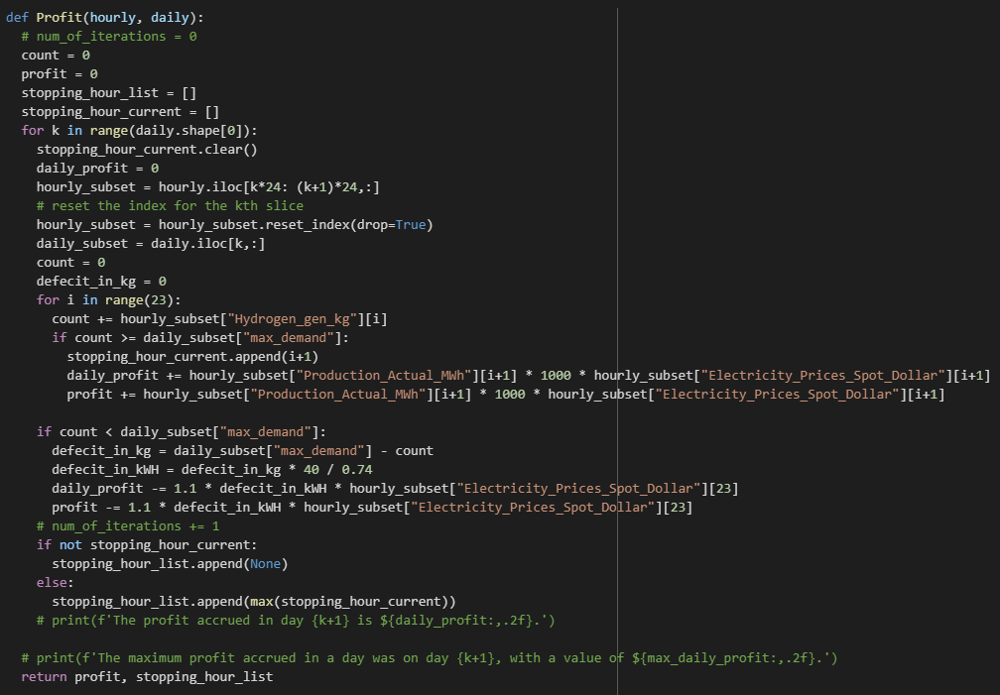 def Profit(hourly, daily):
  # num_of_iterations = 0
  count = 0
  profit = 0
  stopping_hour_list = []
  stopping_hour_current = []
  for k in range(daily.shape[0]):
    stopping_hour_current.clear()
    daily_profit = 0
    hourly_subset = hourly.iloc[k*24: (k+1)*24,:]
    # reset the index for the kth slice
    hourly_subset = hourly_subset.reset_index(drop=True)
    daily_subset = daily.iloc[k,:]
    count = 0
    defecit_in_kg = 0
    for i in range(23):
      count += hourly_subset["Hydrogen_gen_kg"][i]
      if count >= daily_subset["max_demand"]:
        stopping_hour_current.append(i+1)
        daily_profit += hourly_subset["Production_Actual_MWh"][i+1] * 1000 * hourly_subset["Electricity_Prices_Spot_Dollar"][i+1]
        profit += hourly_subset["Production_Actual_MWh"][i+1] * 1000 * hourly_subset["Electricity_Prices_Spot_Dollar"][i+1]

    if count < daily_subset["max_demand"]:
      defecit_in_kg = daily_subset["max_demand"] - count
      defecit_in_kWH = defecit_in_kg * 40 / 0.74
      daily_profit -= 1.1 * defecit_in_kWH * hourly_subset["Electricity_Prices_Spot_Dollar"][23]
      profit -= 1.1 * defecit_in_kWH * hourly_subset["Electricity_Prices_Spot_Dollar"][23]
    # num_of_iterations += 1
    if not stopping_hour_current:
      stopping_hour_list.append(None)
    else:
      stopping_hour_list.append(max(stopping_hour_current))
    # print(f'The profit accrued in day {k+1} is ${daily_profit:,.2f}.')

  # print(f'The maximum profit accrued in a day was on day {k+1}, with a value of ${max_daily_profit:,.2f}.')
  return profit, stopping_hour_list